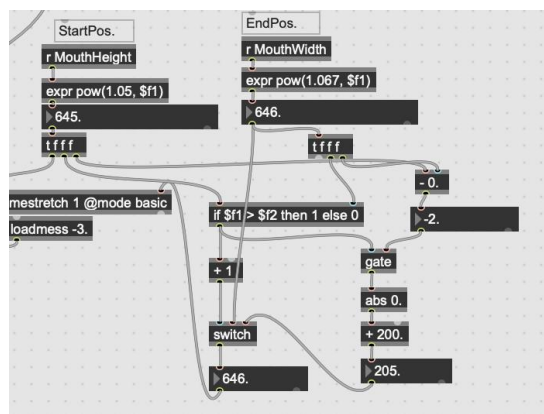 StartPos.
EndPos.
r MouthHeight
r MouthWidth
expr pow(1.05, $f1)
expr pow(1.067, $f1)
645.
646.
t f f f
t f f f
- 0.
mestretch 1 @mode basic
if $f1 > $f2 then 1 else 0
-2.
loadmess -3.
gate
+ 1
abs 0.
switch
+ 200.
646.
205.